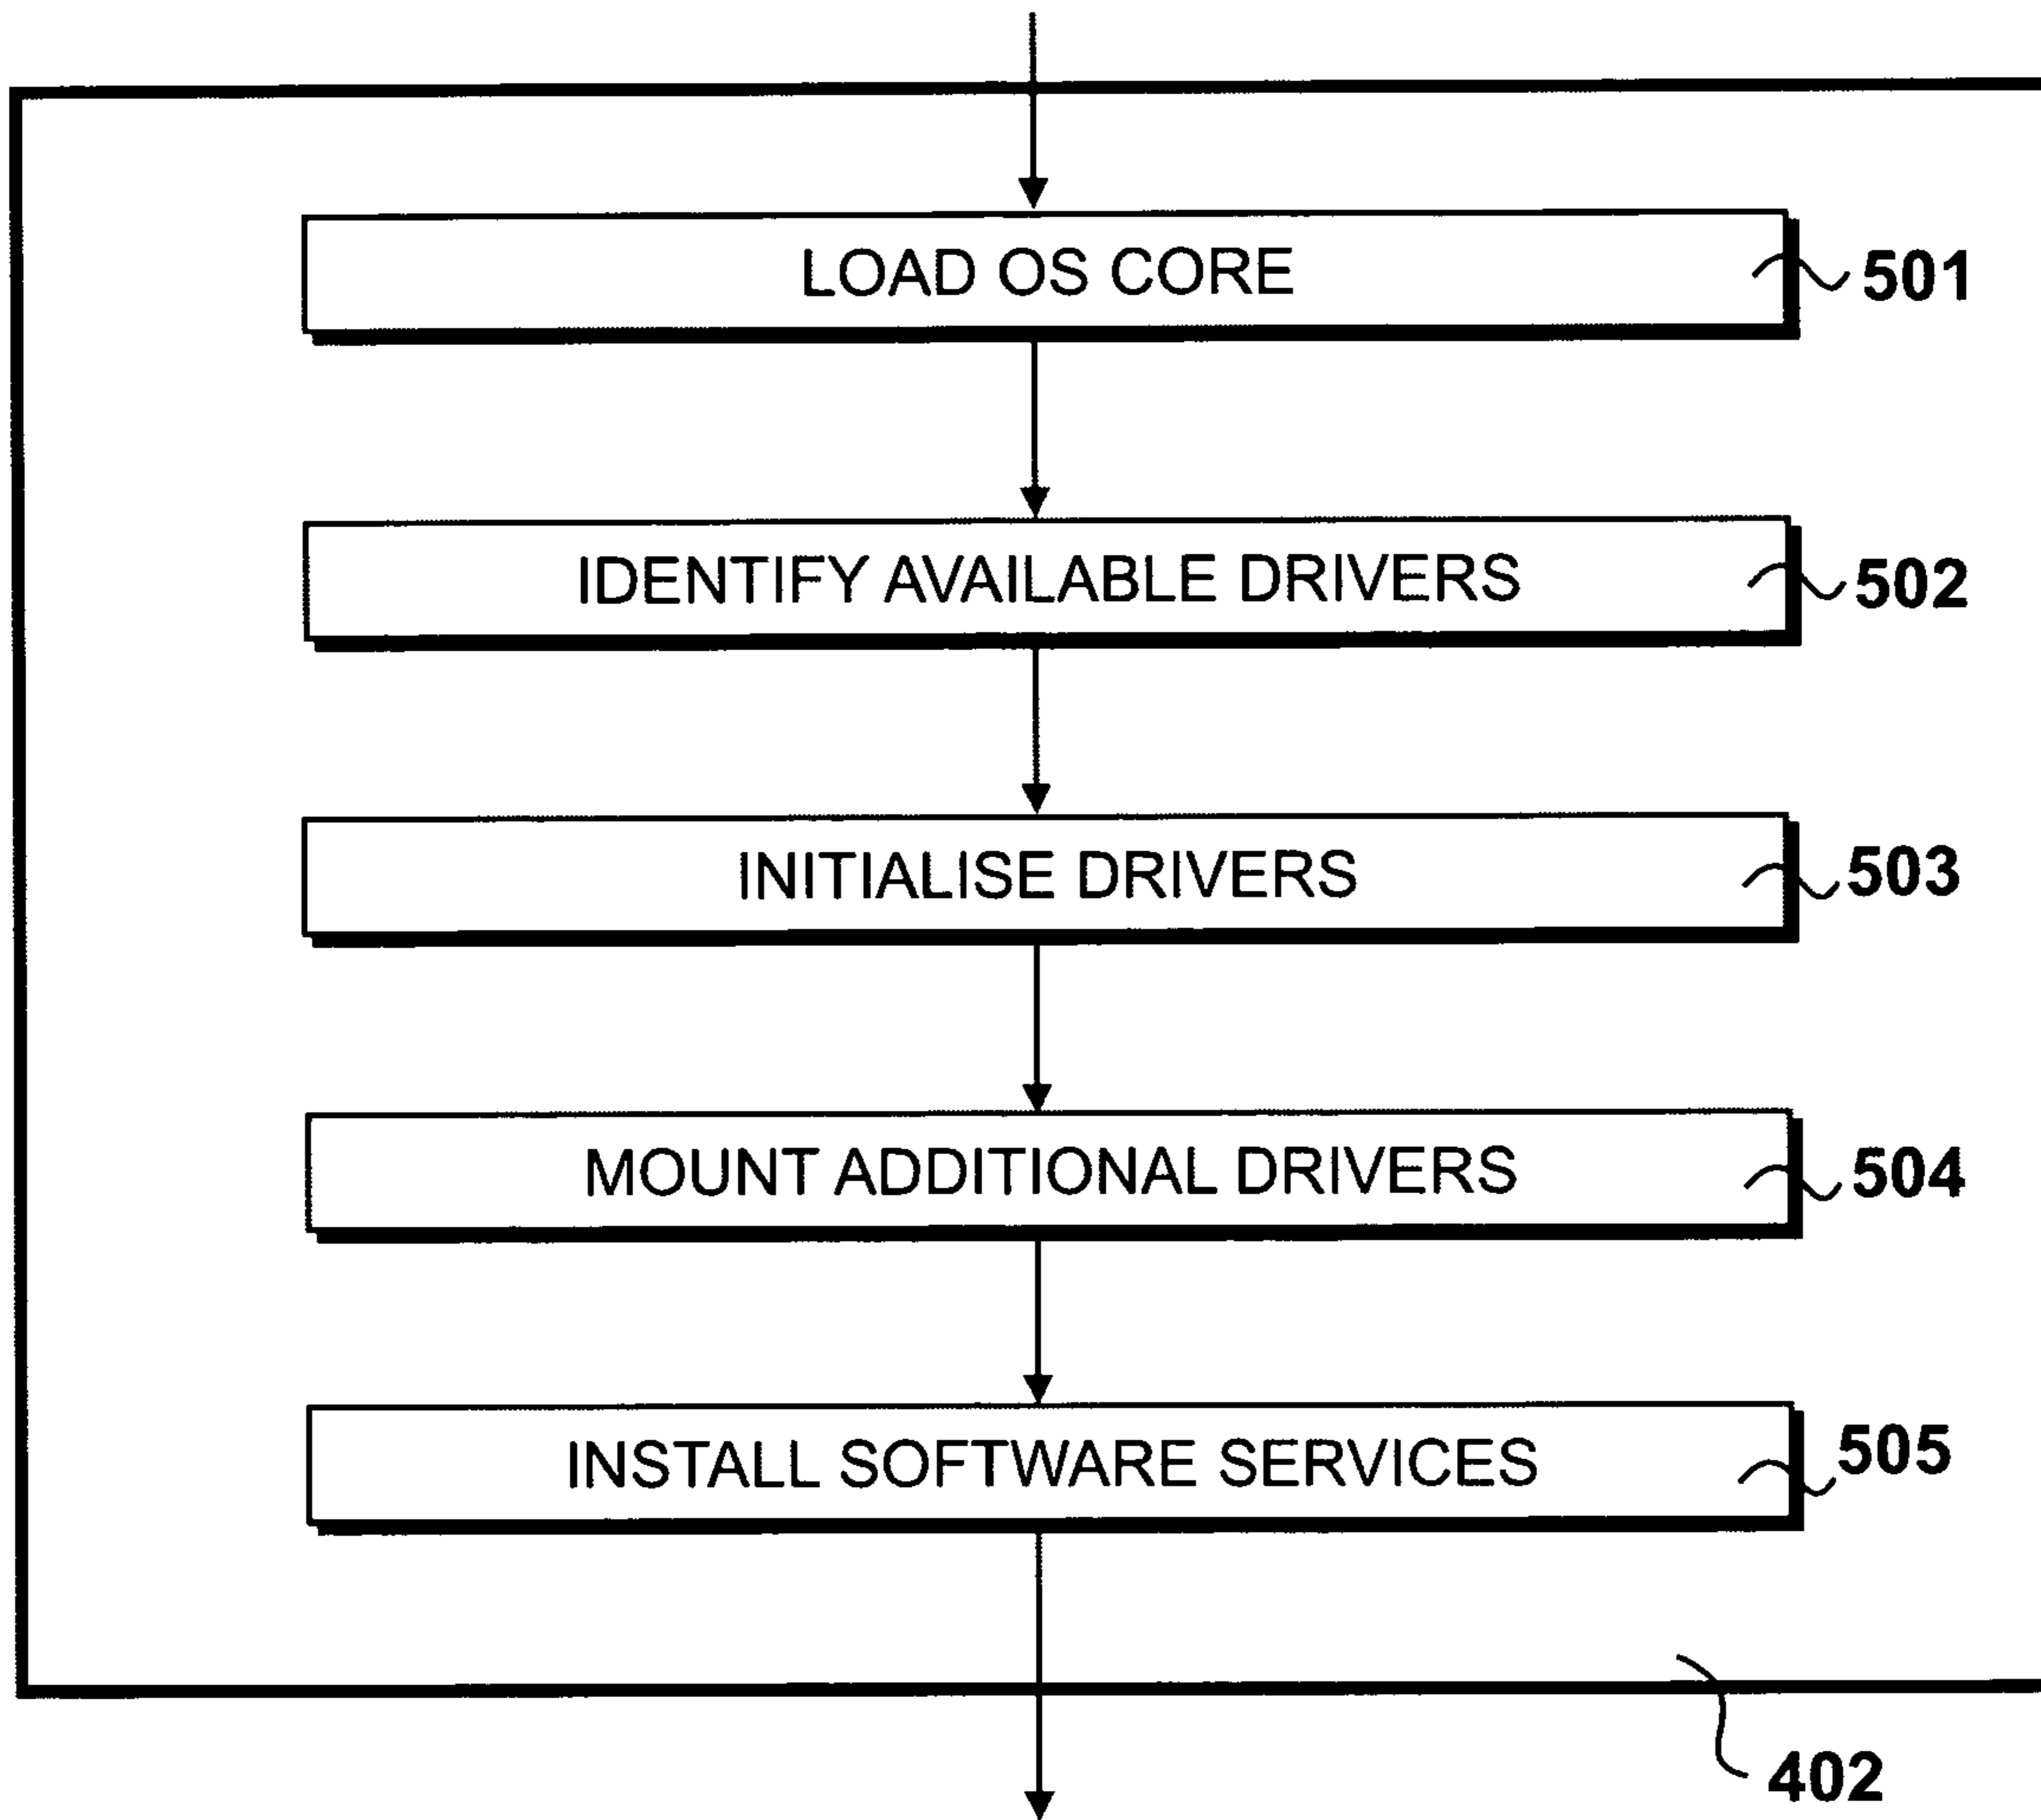 LOAD OS CORE 501
IDENTIFY AVAILABLE DRIVERS 502
INITIALISE DRIVERS 503
MOUNT ADDITIONAL DRIVERS 504
INSTALL SOFTWARE SERVICES 505
402